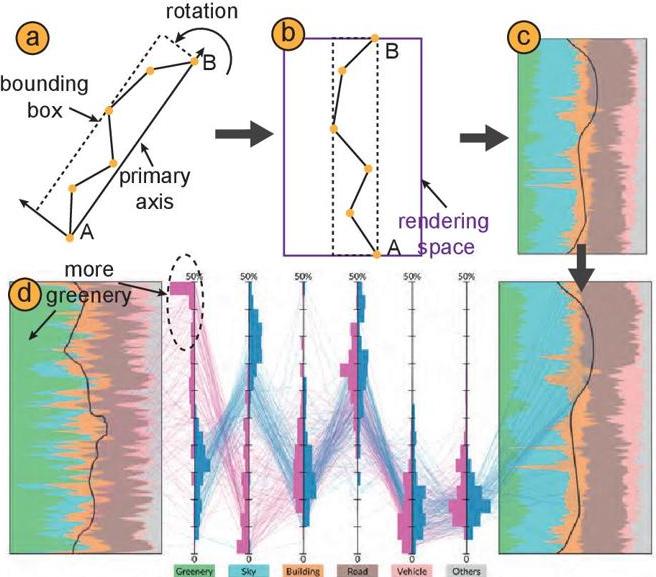 a
rotation
B
bounding
box
primary
axis
A
b
B
A
rendering
space
c
d
more
greenery
50%
50%
50%
50%
50%
50%
0
0
0
0
0
0
Greenery
Sky
Building
Road
Vehicle
Others